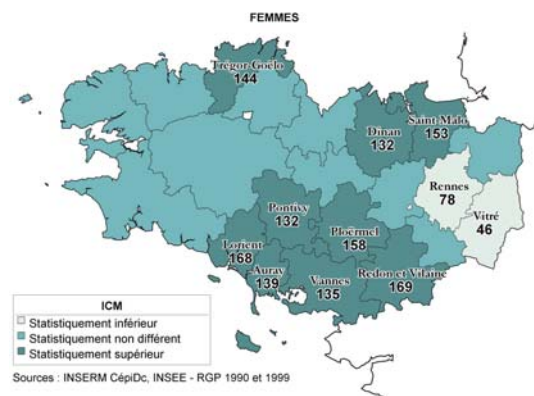 FEMMES
Trégor-Goëlo
144
Saint-Malo
153
Dinan
132
Rennes
78
Vitré
46
Pontivy
132
Ploërmel
158
Lorient
168
Auray
139
Vannes
135
Redon et Vilaine
169
ICM
Statistiquement inférieur
Statistiquement non différent
Statistiquement supérieur
Sources : INSERM CépiDc, INSEE - RGP 1990 et 1999